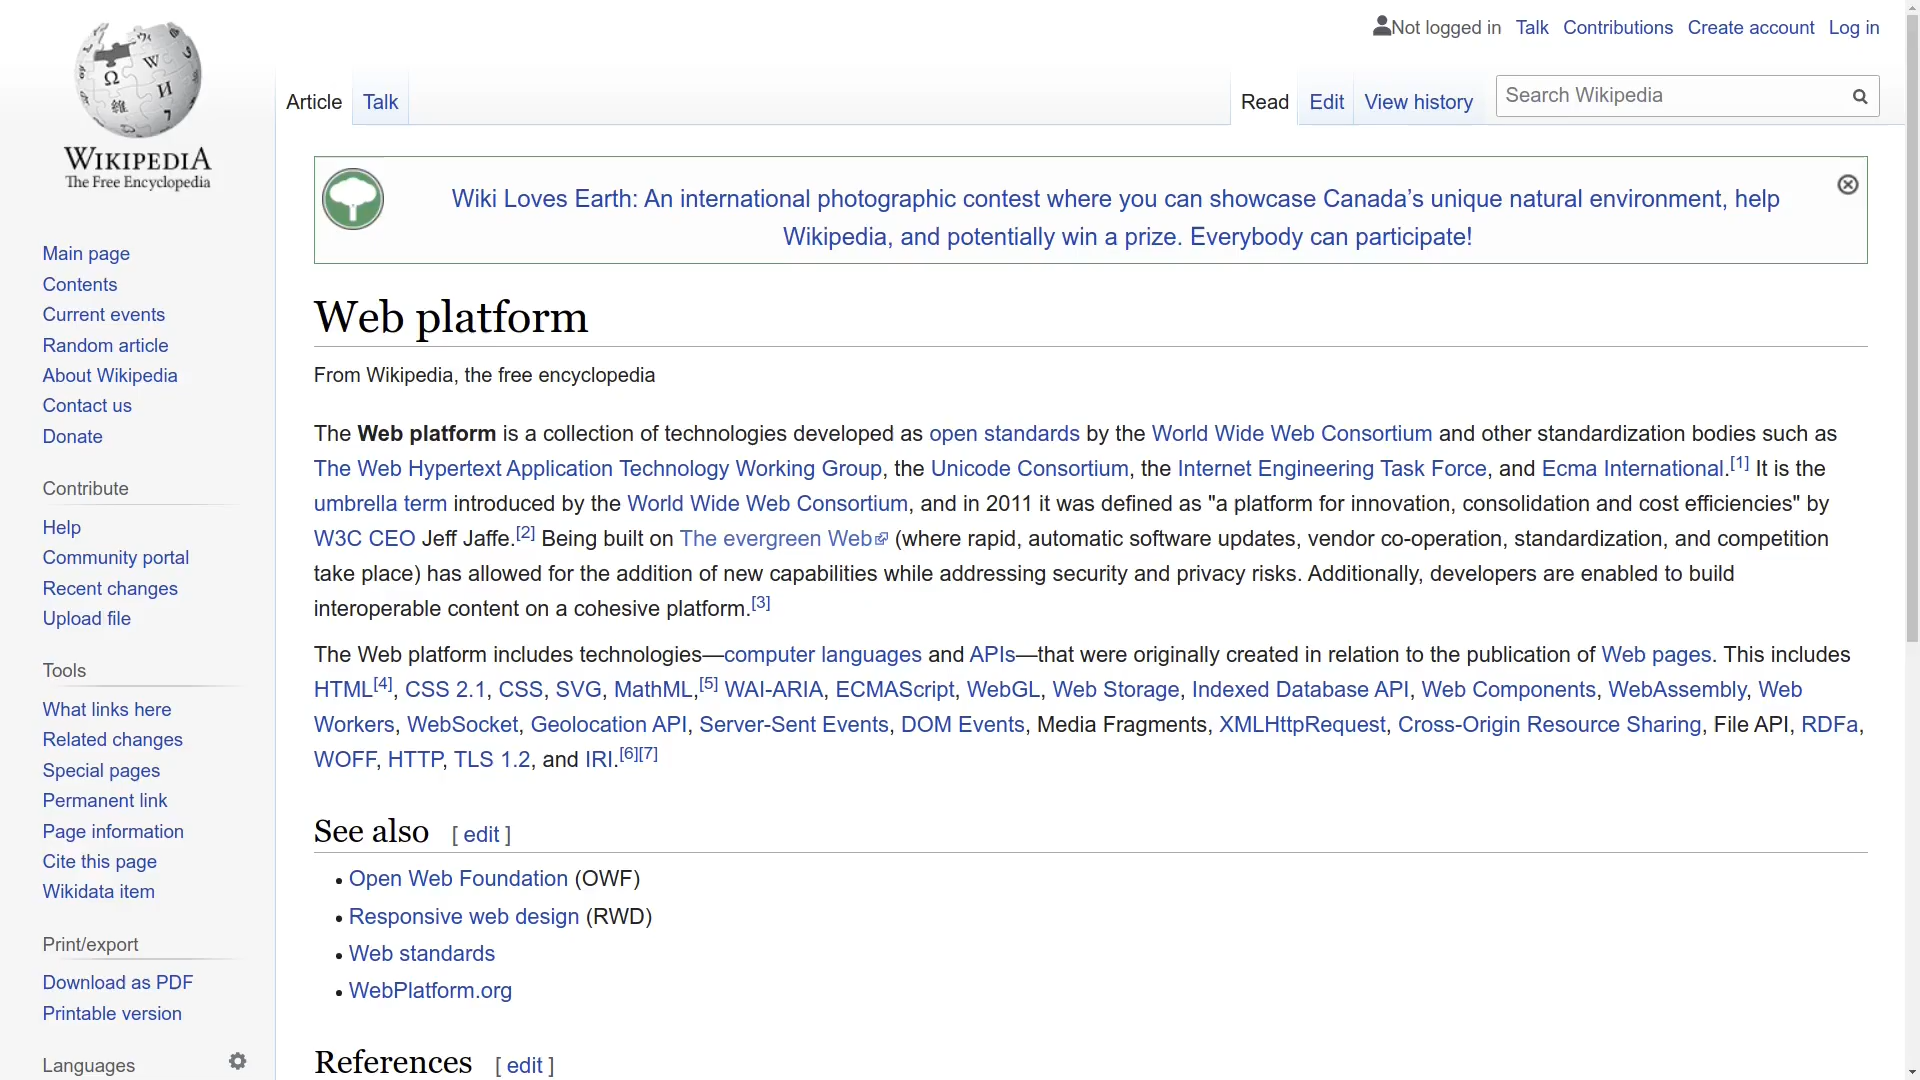 Not logged in Talk Contributions Create account Log in
Article Talk Read Edit View history Search Wikipedia
WIKIPEDIA
The Free Encyclopedia
Main page
Contents
Current events
Random article
About Wikipedia
Contact us
Donate
Contribute
Help
Community portal
Recent changes
Upload file
Tools
What links here
Related changes
Special pages
Permanent link
Page information
Cite this page
Wikidata item
Print/export
Download as PDF
Printable version
Languages
Wiki Loves Earth: An international photographic contest where you can showcase Canada’s unique natural environment, help
Wikipedia, and potentially win a prize. Everybody can participate!
Web platform
From Wikipedia, the free encyclopedia
The Web platform is a collection of technologies developed as open standards by the World Wide Web Consortium and other standardization bodies such as
The Web Hypertext Application Technology Working Group, the Unicode Consortium, the Internet Engineering Task Force, and Ecma International.[1] It is the
umbrella term introduced by the World Wide Web Consortium, and in 2011 it was defined as "a platform for innovation, consolidation and cost efficiencies" by
W3C CEO Jeff Jaffe.[2] Being built on The evergreen Web (where rapid, automatic software updates, vendor co-operation, standardization, and competition
take place) has allowed for the addition of new capabilities while addressing security and privacy risks. Additionally, developers are enabled to build
interoperable content on a cohesive platform.[3]
The Web platform includes technologies—computer languages and APIs—that were originally created in relation to the publication of Web pages. This includes
HTML[4], CSS 2.1, CSS, SVG, MathML,[5] WAI-ARIA, ECMAScript, WebGL, Web Storage, Indexed Database API, Web Components, WebAssembly, Web
Workers, WebSocket, Geolocation API, Server-Sent Events, DOM Events, Media Fragments, XMLHttpRequest, Cross-Origin Resource Sharing, File API, RDFa,
WOFF, HTTP, TLS 1.2, and IRI.[6][7]
See also [ edit ]
• Open Web Foundation (OWF)
• Responsive web design (RWD)
• Web standards
• WebPlatform.org
References [ edit ]